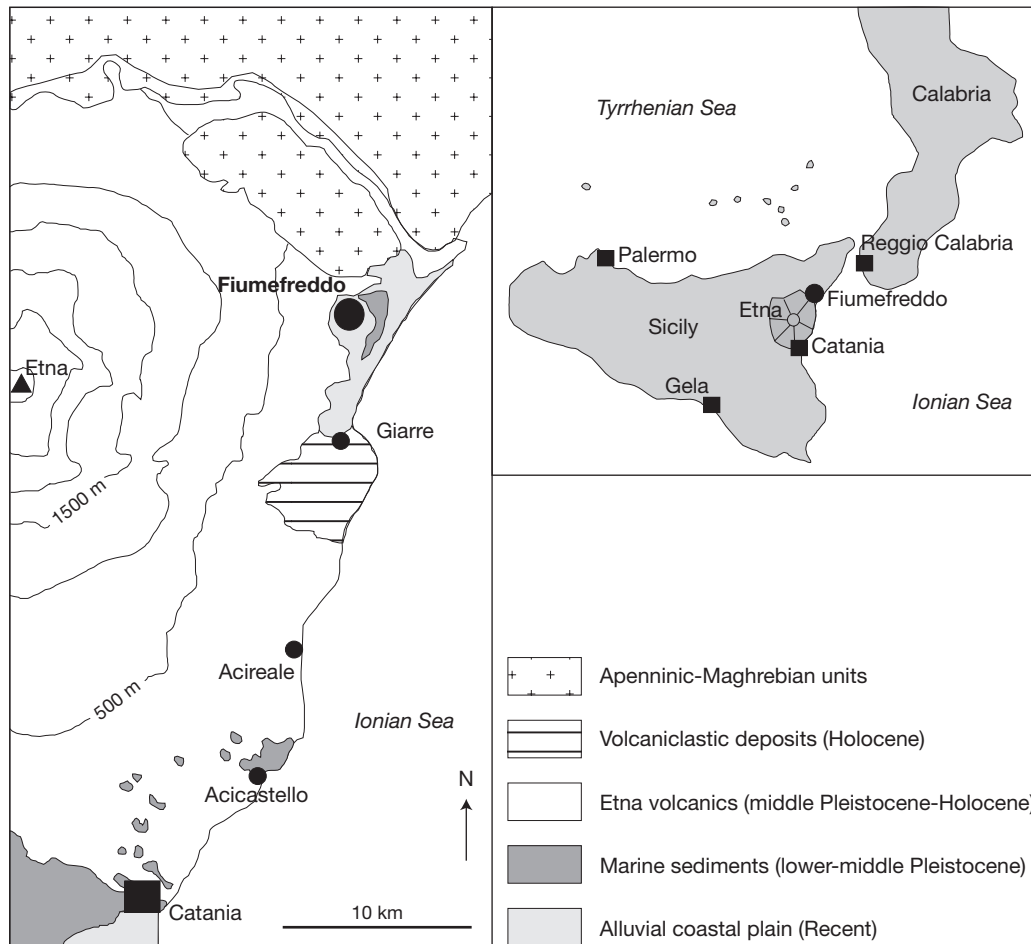 Fiumefreddo
Etna
Giarre
1500 m
Acireale
500 m
Ionian Sea
N
Acicastello
Catania
10 km
Tyrrhenian Sea
Calabria
Palermo
Reggio Calabria
Etna
Fiumefreddo
Sicily
Catania
Gela
Ionian Sea
Apenninic-Maghrebian units
Volcaniclastic deposits (Holocene)
Etna volcanics (middle Pleistocene-Holocene)
Marine sediments (lower-middle Pleistocene)
Alluvial coastal plain (Recent)